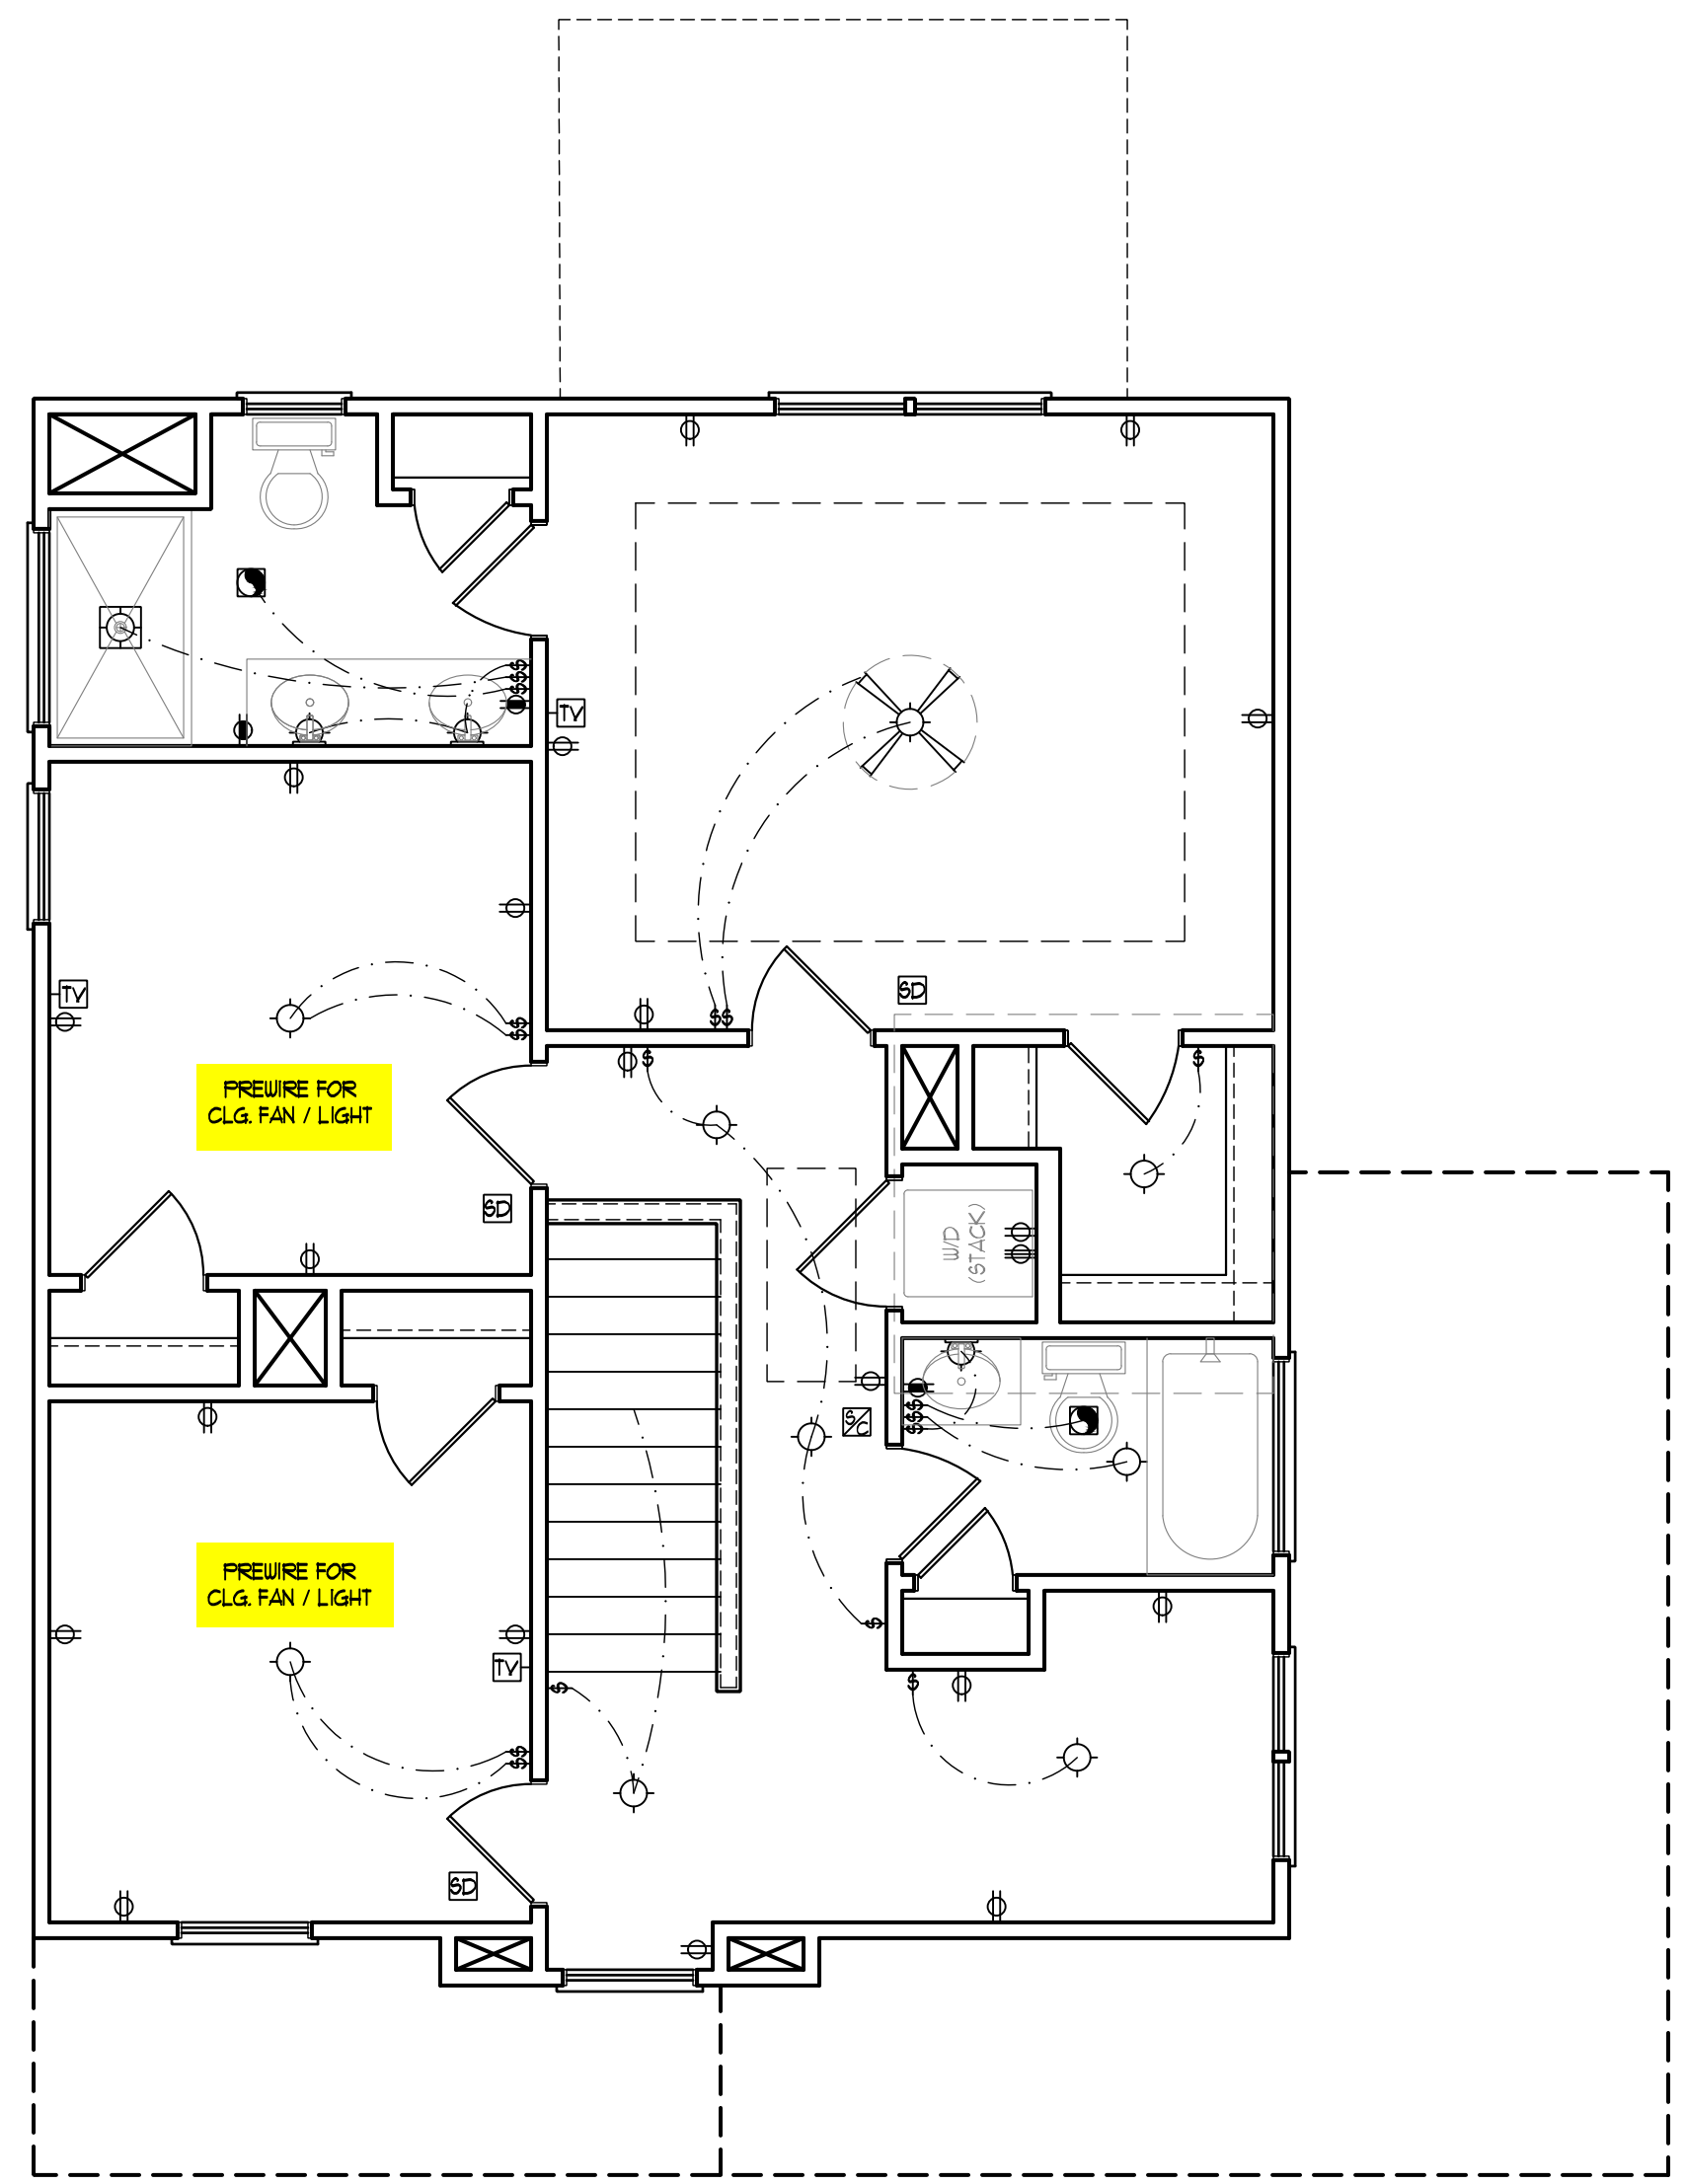 $
$
$
TV
$$
SD
TV
$
$
PREWIRE FOR
CLG. FAN / LIGHT
$
$
SD
W/D
(STACK)
S/C
$
$
$
PREWIRE FOR
CLG. FAN / LIGHT
$
TV
$
$
$
$
SD